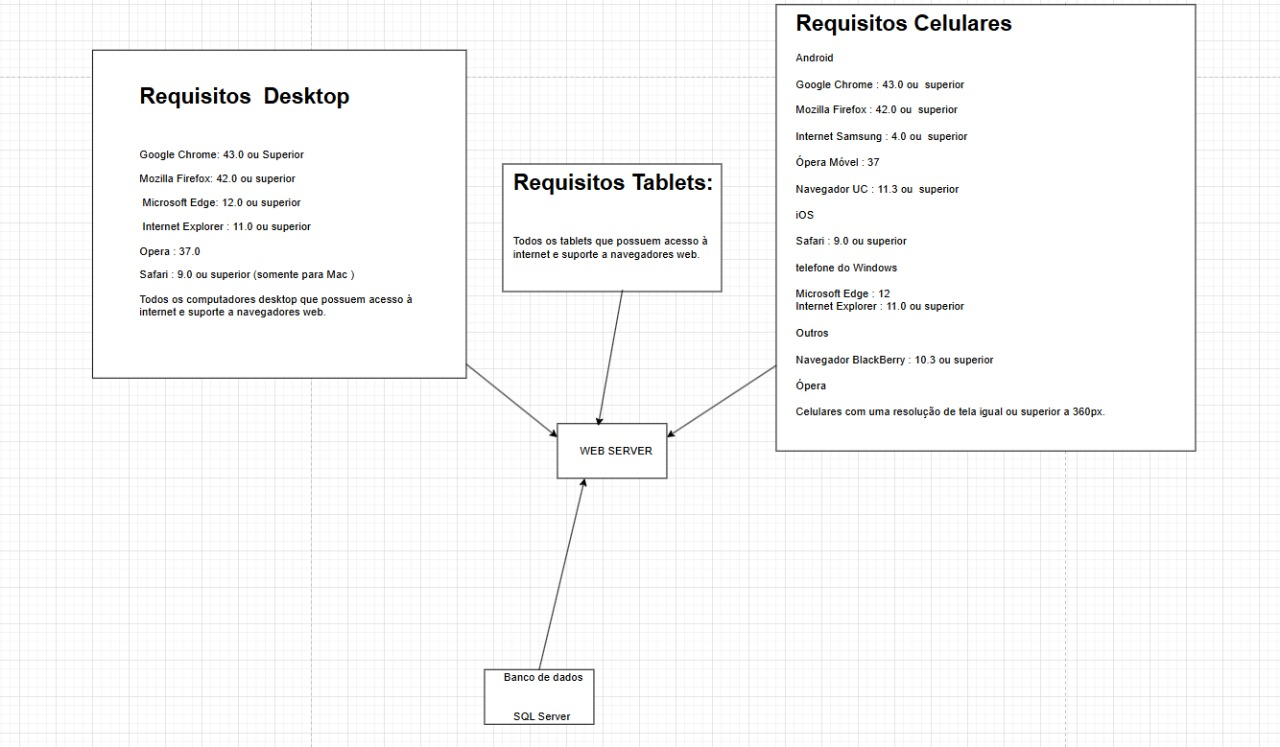 Requisitos Desktop
Google Chrome: 43.0 ou Superior
Mozilla Firefox: 42.0 ou superior
Microsoft Edge: 12.0 ou superior
Internet Explorer : 11.0 ou superior
Opera : 37.0
Safari : 9.0 ou superior (somente para Mac )
Todos os computadores desktop que possuem acesso à
internet e suporte a navegadores web.
Requisitos Tablets:
Todos os tablets que possuem acesso à
internet e suporte a navegadores web.
Requisitos Celulares
Android
Google Chrome : 43.0 ou superior
Mozilla Firefox : 42.0 ou superior
Internet Samsung : 4.0 ou superior
Ópera Móvel : 37
Navegador UC : 11.3 ou superior
iOS
Safari : 9.0 ou superior
telefone do Windows
Microsoft Edge : 12
Internet Explorer : 11.0 ou superior
Outros
Navegador BlackBerry : 10.3 ou superior
Ópera
Celulares com uma resolução de tela igual ou superior a 360px.
WEB SERVER
Banco de dados
SQL Server